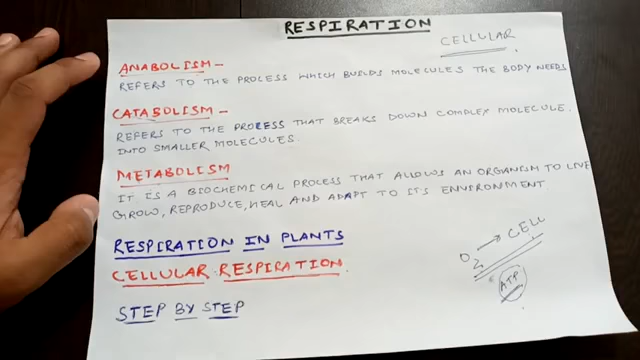 RESPIRATION
CELLULAR
ANABOLISM -
REFERS TO THE PROCESS WHICH BUILDS MOLECULES THE BODY NEEDS
CATABOLISM -
REFERS TO THE PROCESS THAT BREAKS DOWN COMPLEX MOLECULE
INTO SMALLER MOLECULES.
METABOLISM
IT IS A BIOCHEMICAL PROCESS THAT ALLOWS AN ORGANISM TO LIVE
GROW, REPRODUCE, HEAL AND ADAPT TO ITS ENVIRONMENT.
RESPIRATION IN PLANTS
O2 → CELL
CELLULAR RESPIRATION.
ATP
STEP BY STEP